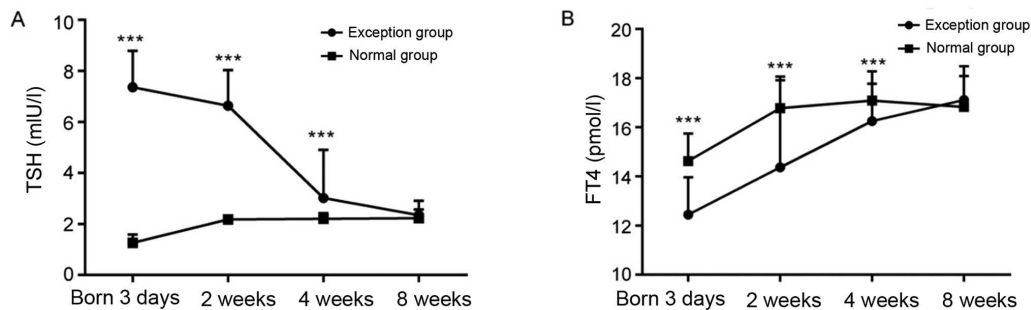 A
10
8
6
4
2
0
TSH (mIU/l)
***
***
***
Exception group
Normal group
Born 3 days
2 weeks
4 weeks
8 weeks
B
20
18
16
14
12
10
FT4 (pmol/l)
***
***
***
Exception group
Normal group
Born 3 days
2 weeks
4 weeks
8 weeks